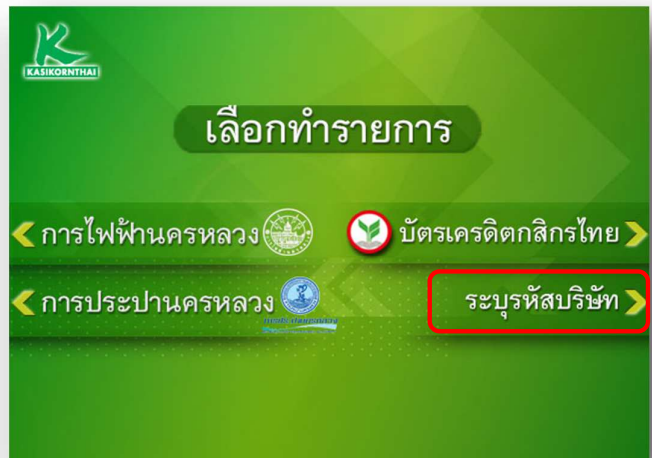 KASIKORNTHAI
เลือกทำรายการ
การไฟฟ้านครหลวง
บัตรเครดิตกสิกรไทย
การประปานครหลวง
ระบุรหัสบริษัท